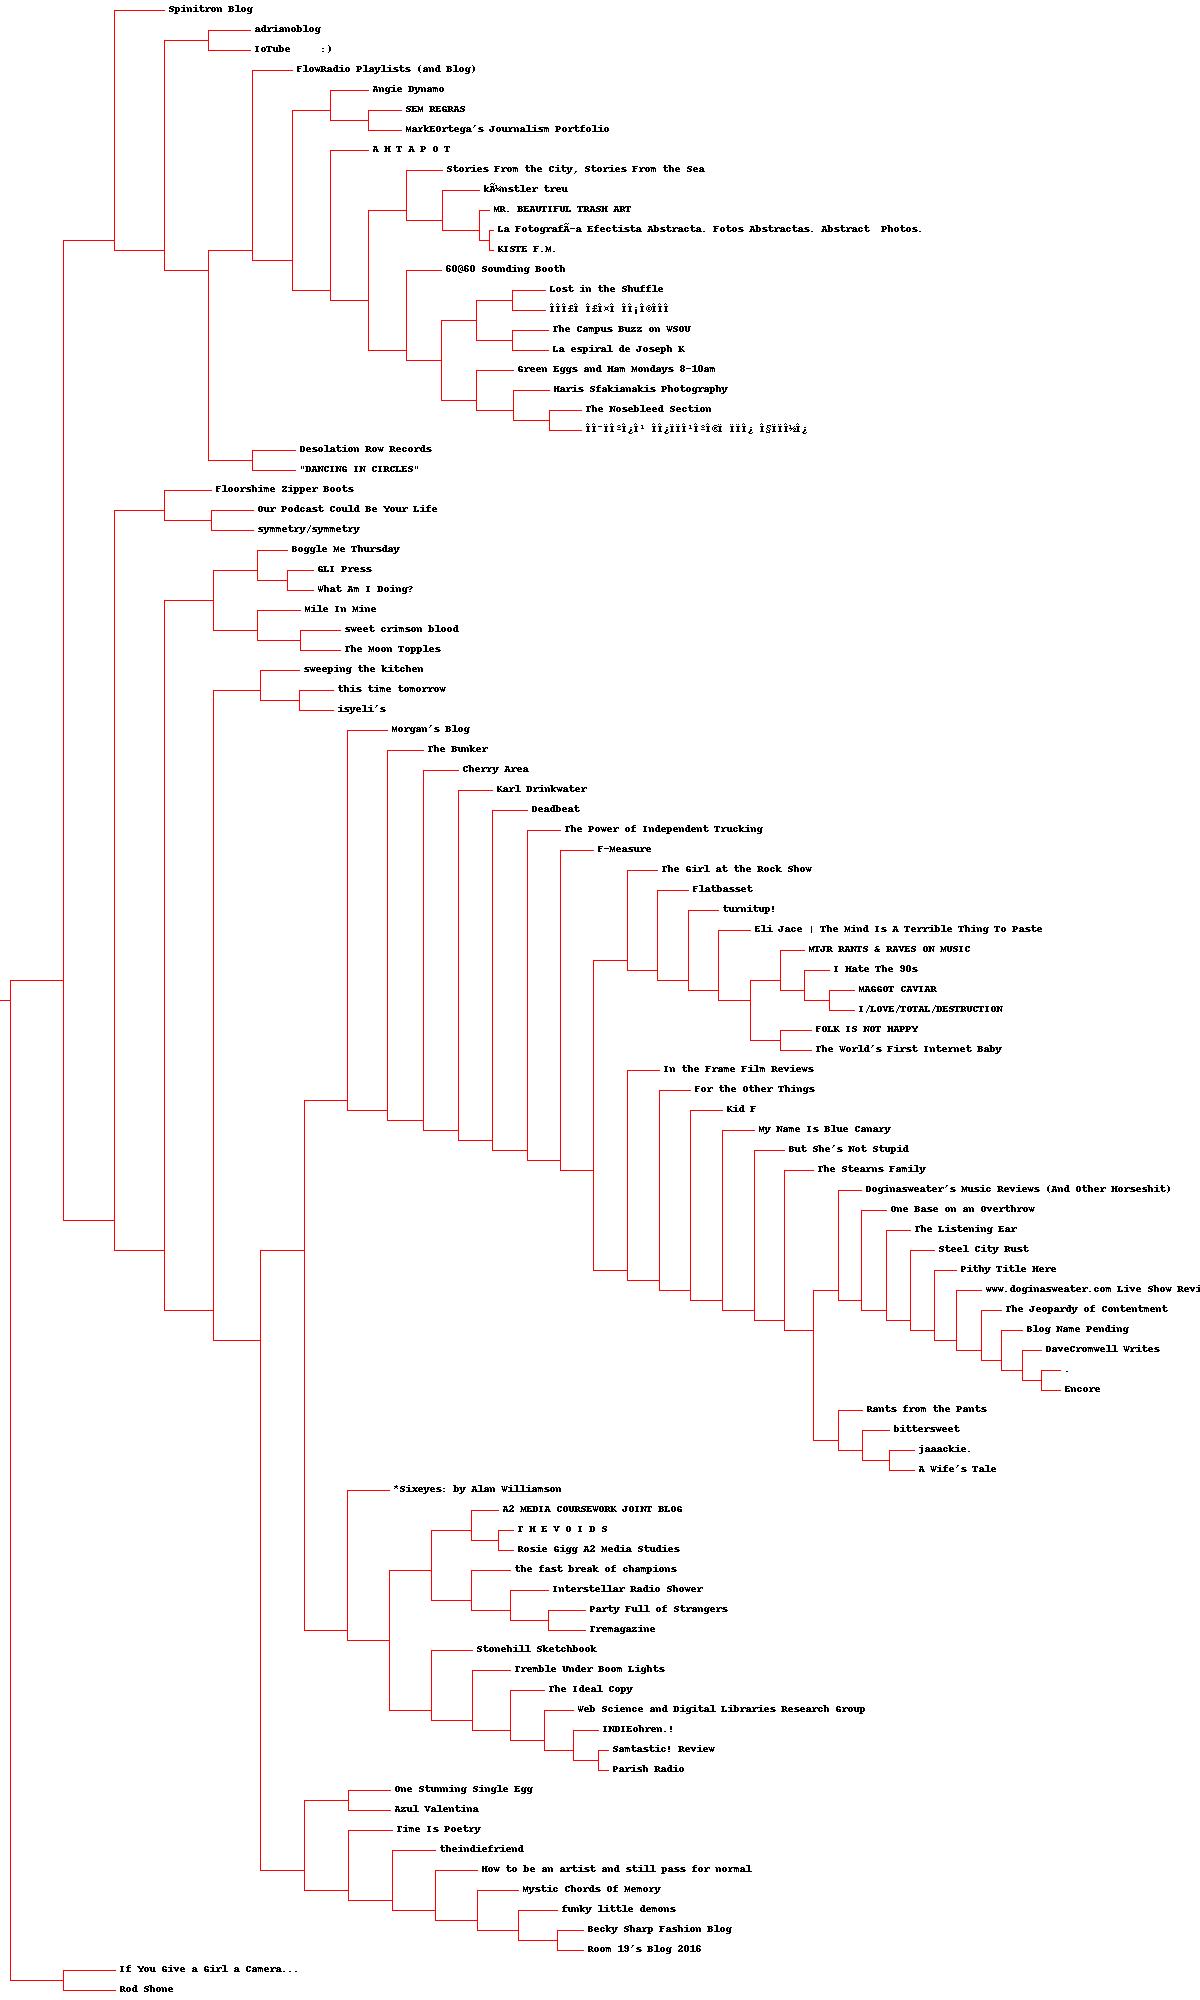 Spinitron Blog
adrianoblog
IoTube :)
FlowRadio Playlists (and Blog)
Angie Dynamo
SEM REGRAS
MarkEOrtega's Journalism Portfolio
A H T A P O T
Stories From the City, Stories From the Sea
kÃ¼nstler treu
MR. BEAUTIFUL TRASH ART
La FotografÃ­a Efectista Abstracta. Fotos Abstractas. Abstract Photos.
KISTE F.M.
60@60 Sounding Booth
Lost in the Shuffle
The Campus Buzz on WSOU
La espiral de Joseph K
Green Eggs and Ham Mondays 8-10am
Haris Sfakianakis Photography
The Nosebleed Section
Desolation Row Records
"DANCING IN CIRCLES"
Floorshime Zipper Boots
Our Podcast Could Be Your Life
symmetry/symmetry
Boggle Me Thursday
GLI Press
What Am I Doing?
Mile In Mine
sweet crimson blood
The Moon Topples
sweeping the kitchen
this time tomorrow
isyeli's
Morgan's Blog
The Bunker
Cherry Area
Karl Drinkwater
Deadbeat
The Power of Independent Trucking
F-Measure
The Girl at the Rock Show
Flatbasset
turnitup!
Eli Jace | The Mind Is A Terrible Thing To Paste
MTJR RANTS & RAVES ON MUSIC
I Hate The 90s
MAGGOT CAVIAR
I/LOVE/TOTAL/DESTRUCTION
FOLK IS NOT HAPPY
The World's First Internet Baby
In the Frame Film Reviews
For the Other Things
Kid F
My Name Is Blue Canary
But She's Not Stupid
The Stearns Family
Doginasweater's Music Reviews (And Other Horseshit)
One Base on an Overthrow
The Listening Ear
Steel City Rust
Pithy Title Here
www.doginasweater.com Live Show Revi
The Jeopardy of Contentment
Blog Name Pending
DaveCromwell Writes
.
Encore
Rants from the Pants
bittersweet
jaaackie.
A Wife's Tale
*Sixeyes: by Alan Williamson
A2 MEDIA COURSEWORK JOINT BLOG
T H E V O I D S
Rosie Gigg A2 Media Studies
the fast break of champions
Interstellar Radio Shower
Party Full of Strangers
Tremagazine
Stonehill Sketchbook
Tremble Under Boom Lights
The Ideal Copy
Web Science and Digital Libraries Research Group
INDIEohren.!
Samtastic! Review
Parish Radio
One Stunning Single Egg
Azul Valentina
Time Is Poetry
theindiefriend
How to be an artist and still pass for normal
Mystic Chords Of Memory
funky little demons
Becky Sharp Fashion Blog
Room 19's Blog 2016
If You Give a Girl a Camera...
Rod Shone